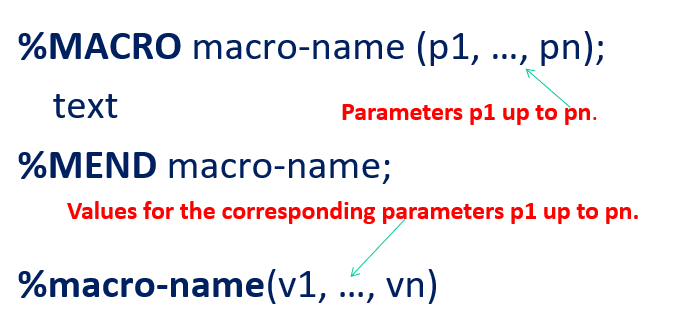 %MACRO macro-name (p1, …, pn);
text
Parameters p1 up to pn.
%MEND macro-name;
Values for the corresponding parameters p1 up to pn.
%macro-name(v1, …, vn)